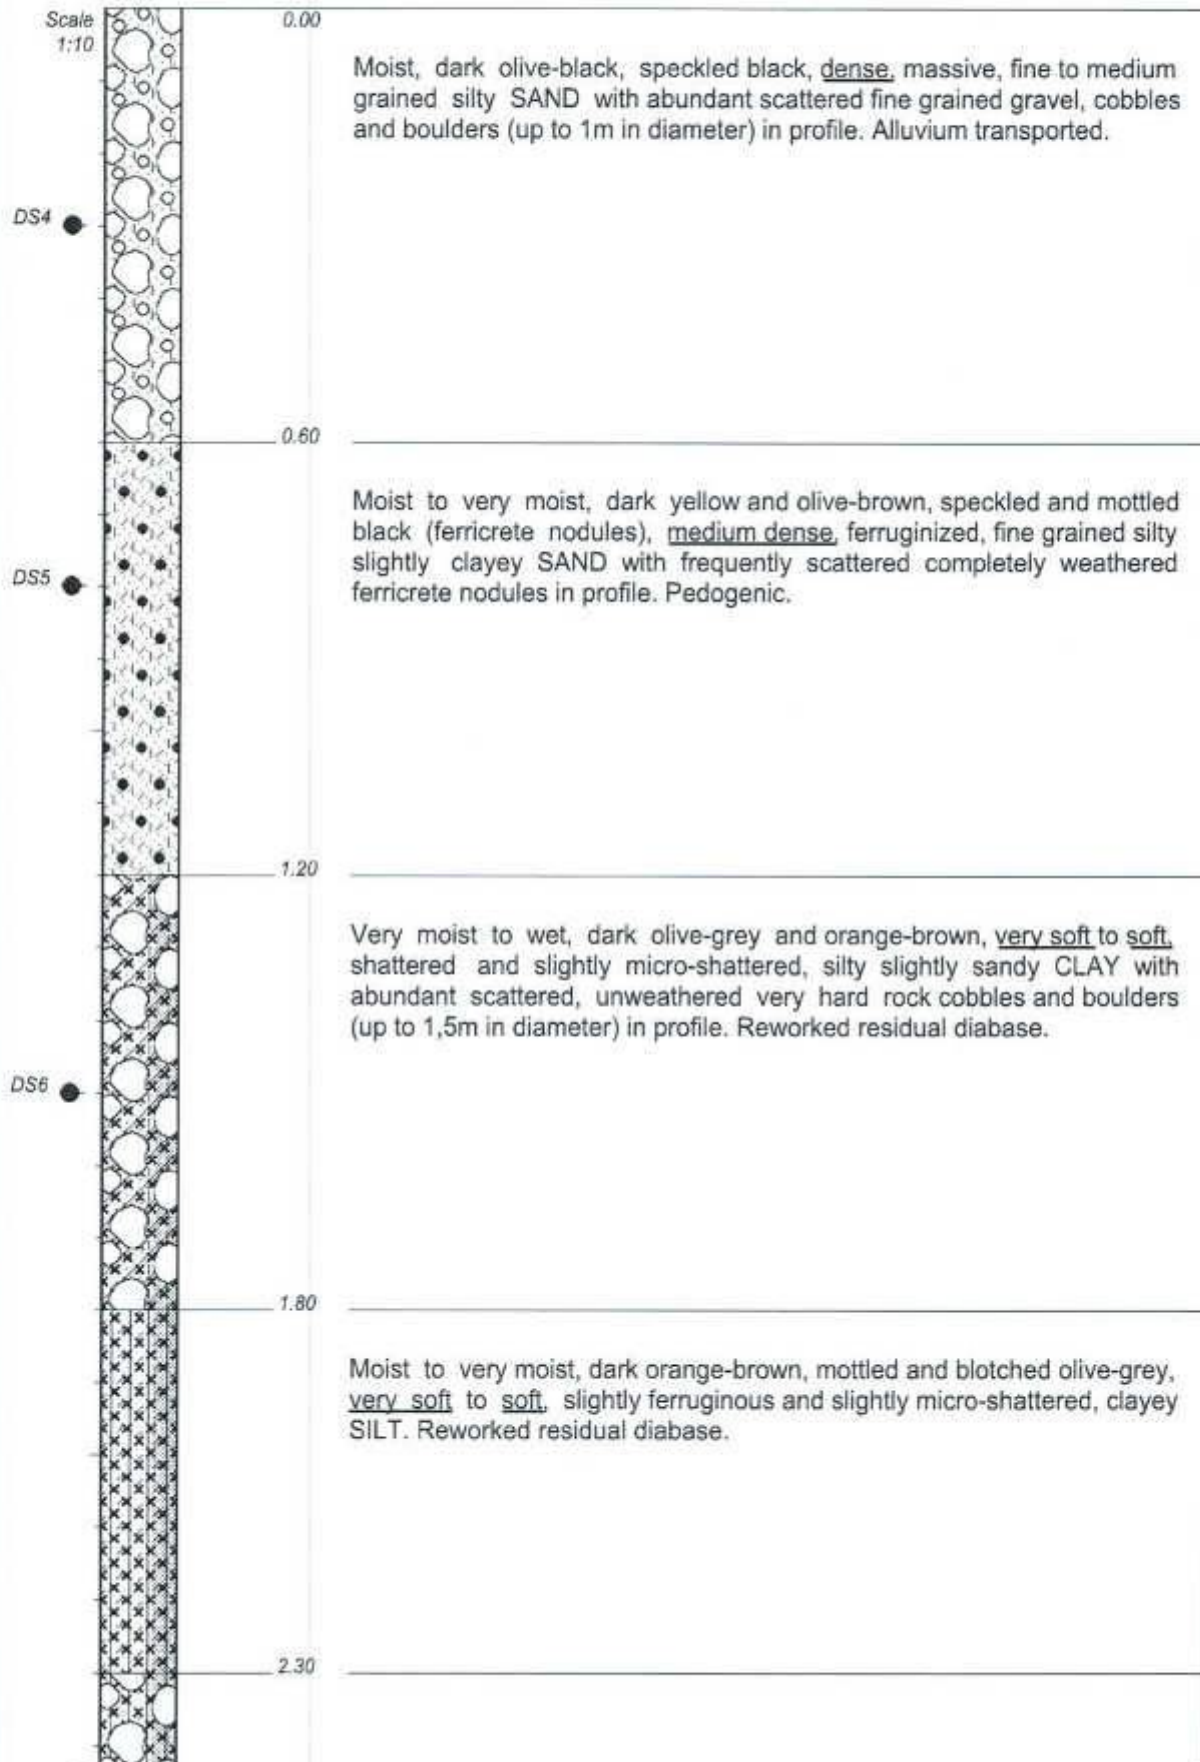 Scale
1:10
0.00
Moist, dark olive-black, speckled black, dense, massive, fine to medium
grained silty SAND with abundant scattered fine grained gravel, cobbles
and boulders (up to 1m in diameter) in profile. Alluvium transported.
DS4
0.60
Moist to very moist, dark yellow and olive-brown, speckled and mottled
black (ferricrete nodules), medium dense, ferruginized, fine grained silty
slightly clayey SAND with frequently scattered completely weathered
ferricrete nodules in profile. Pedogenic.
DS5
1.20
Very moist to wet, dark olive-grey and orange-brown, very soft to soft,
shattered and slightly micro-shattered, silty slightly sandy CLAY with
abundant scattered, unweathered very hard rock cobbles and boulders
(up to 1,5m in diameter) in profile. Reworked residual diabase.
DS6
1.80
Moist to very moist, dark orange-brown, mottled and blotched olive-grey,
very soft to soft, slightly ferruginous and slightly micro-shattered, clayey
SILT. Reworked residual diabase.
2.30